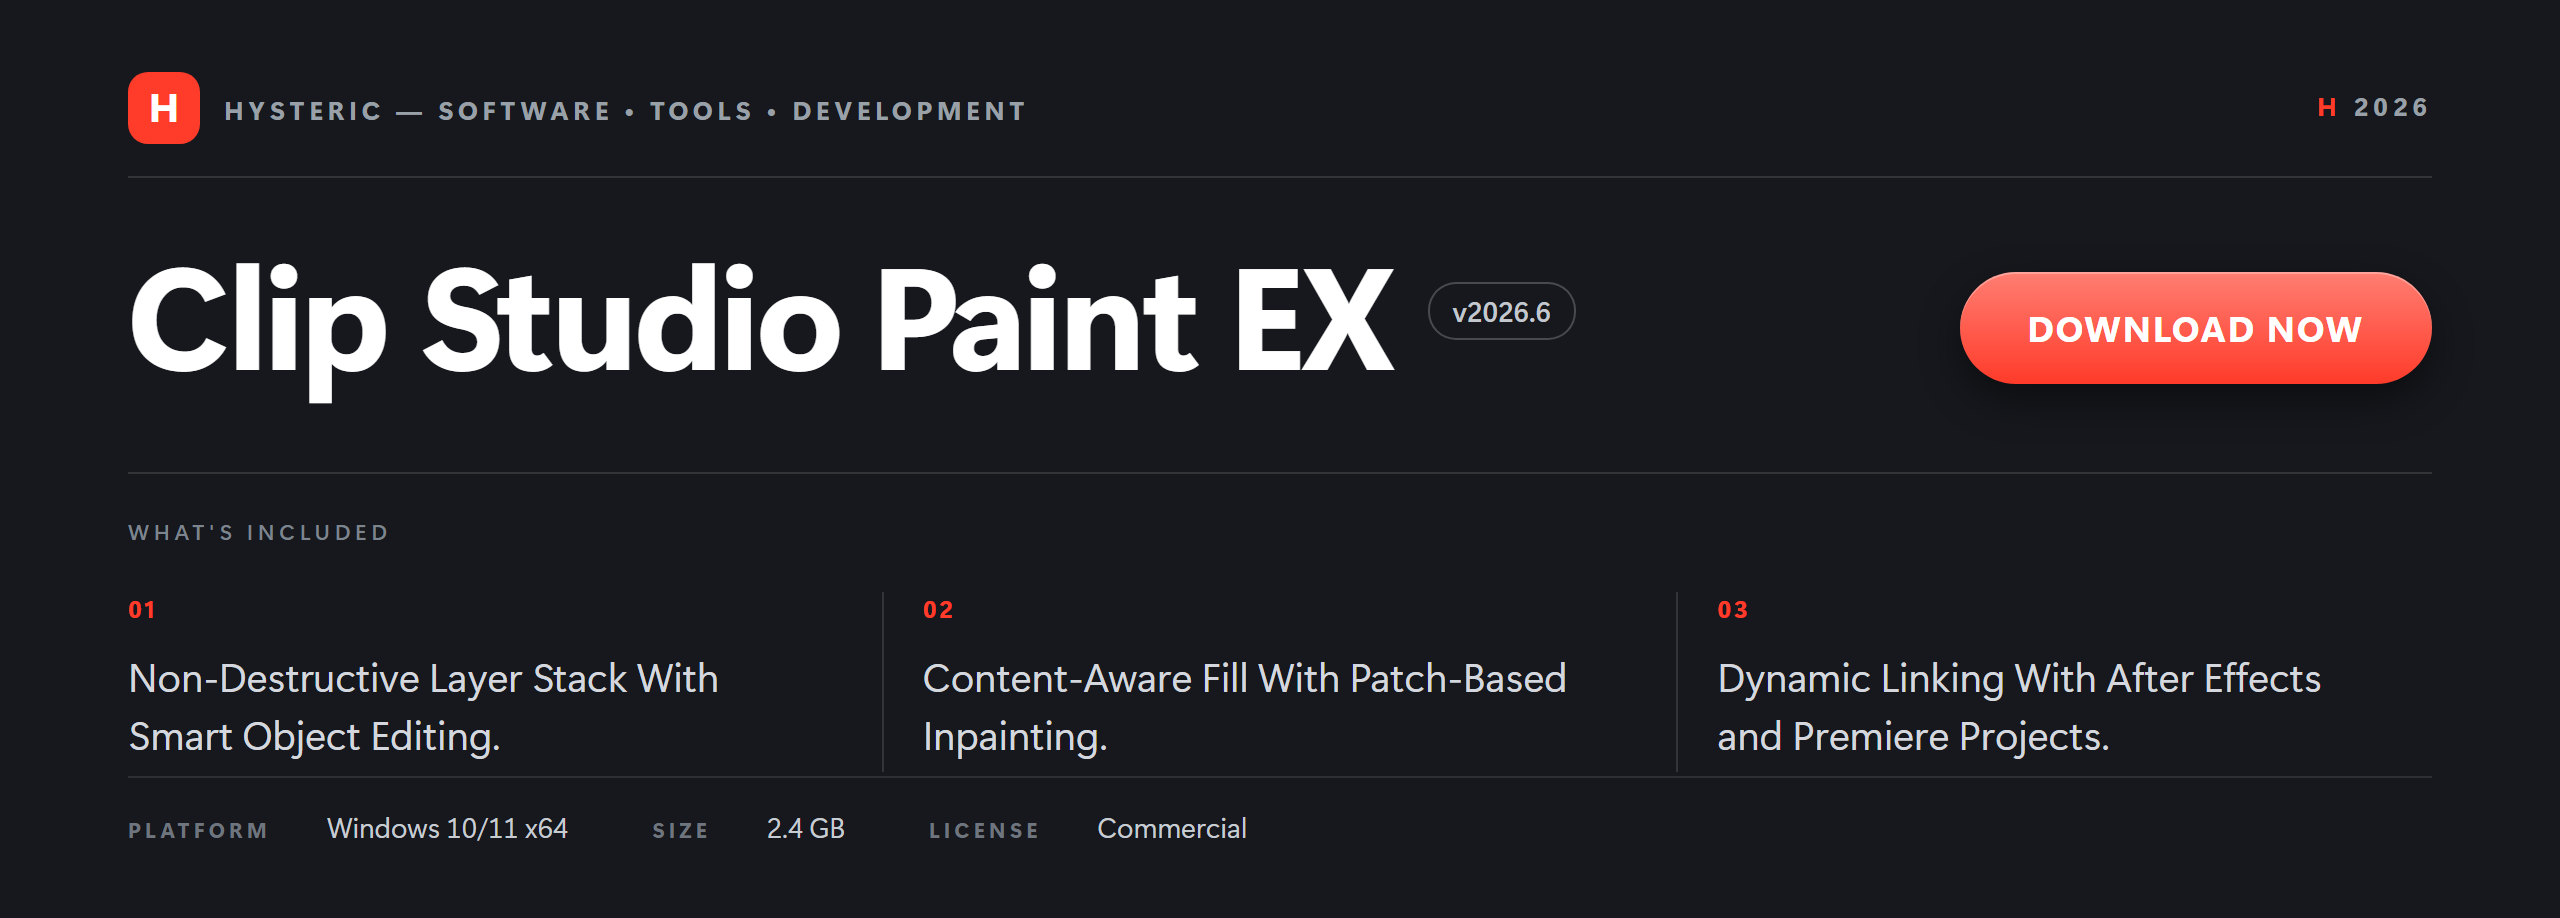 H HYSTERIC — SOFTWARE • TOOLS • DEVELOPMENT
H 2026
Clip Studio Paint EX v2026.6
DOWNLOAD NOW
WHAT'S INCLUDED
01
Non-Destructive Layer Stack With
Smart Object Editing.
02
Content-Aware Fill With Patch-Based
Inpainting.
03
Dynamic Linking With After Effects
and Premiere Projects.
PLATFORM Windows 10/11 x64 SIZE 2.4 GB LICENSE Commercial